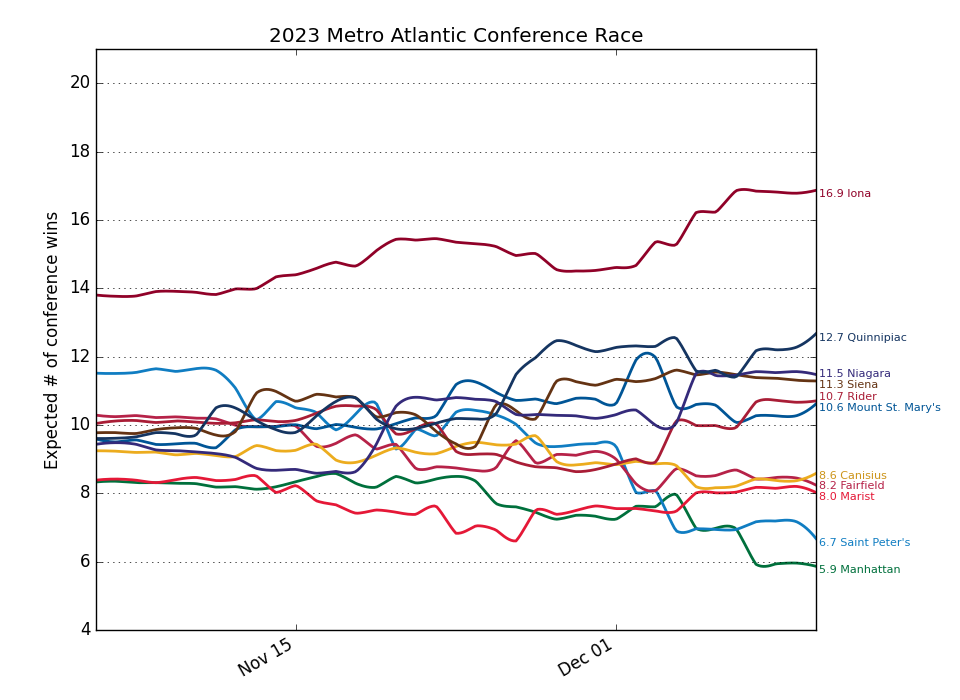 2023 Metro Atlantic Conference Race
Expected # of conference wins
20
18
16
14
12
10
8
6
4
Nov 15
Dec 01
16.9 Iona
12.7 Quinnipiac
11.5 Niagara
11.3 Siena
10.7 Rider
10.6 Mount St. Mary's
8.6 Canisius
8.2 Fairfield
8.0 Marist
6.7 Saint Peter's
5.9 Manhattan